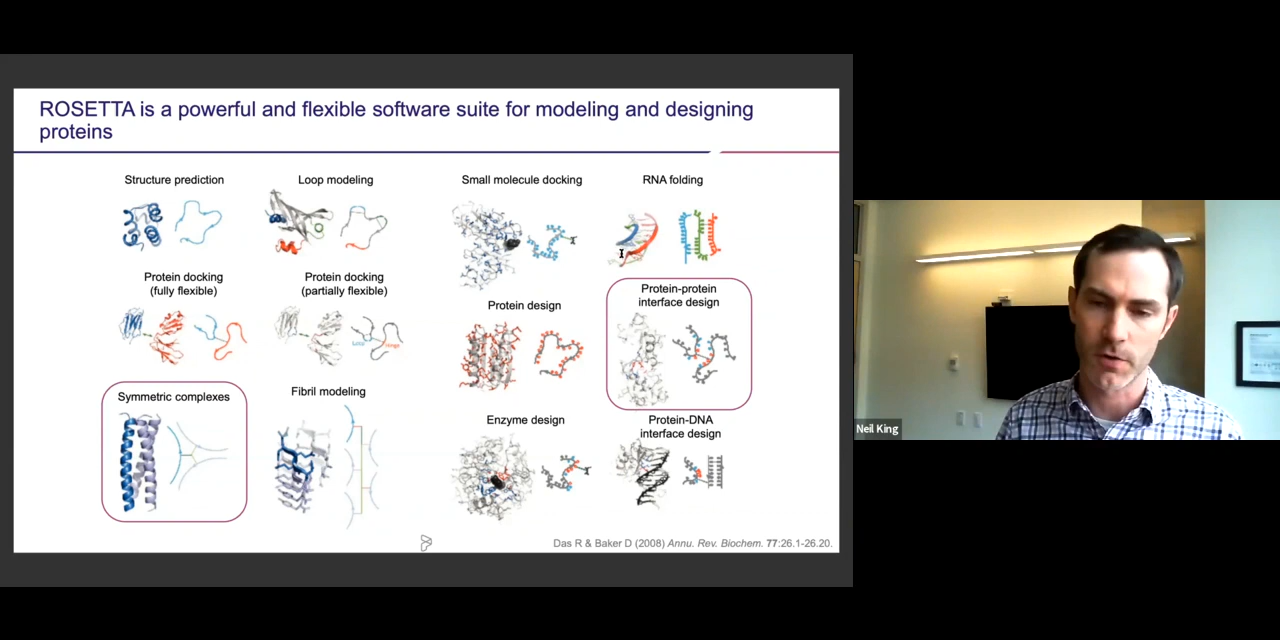 ROSETTA is a powerful and flexible software suite for modeling and designing
proteins
Structure prediction
Loop modeling
Small molecule docking
RNA folding
Protein docking
(fully flexible)
Protein docking
(partially flexible)
Protein design
Protein-protein
interface design
Symmetric complexes
Fibril modeling
Enzyme design
Protein-DNA
interface design
Das R & Baker D (2008) Annu. Rev. Biochem. 77:26.1-26.20.
Neil King